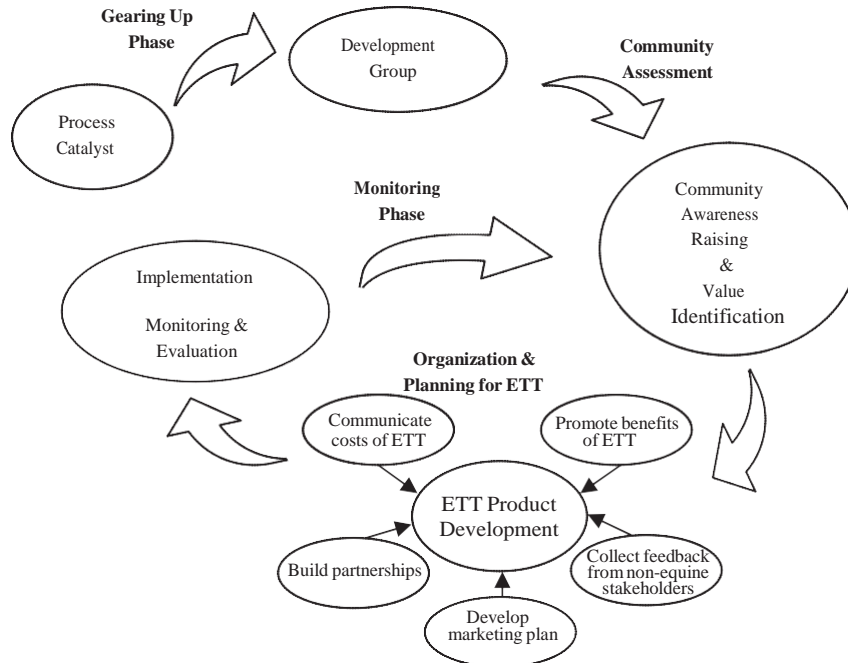 Gearing Up
Phase
Development
Group
Community
Assessment
Process
Catalyst
Monitoring
Phase
Community
Awareness
Raising
&
Value
Identification
Implementation
Monitoring &
Evaluation
Organization &
Planning for ETT
Communicate
costs of ETT
Promote benefits
of ETT
ETT Product
Development
Build partnerships
Collect feedback
from non-equine
stakeholders
Develop
marketing plan